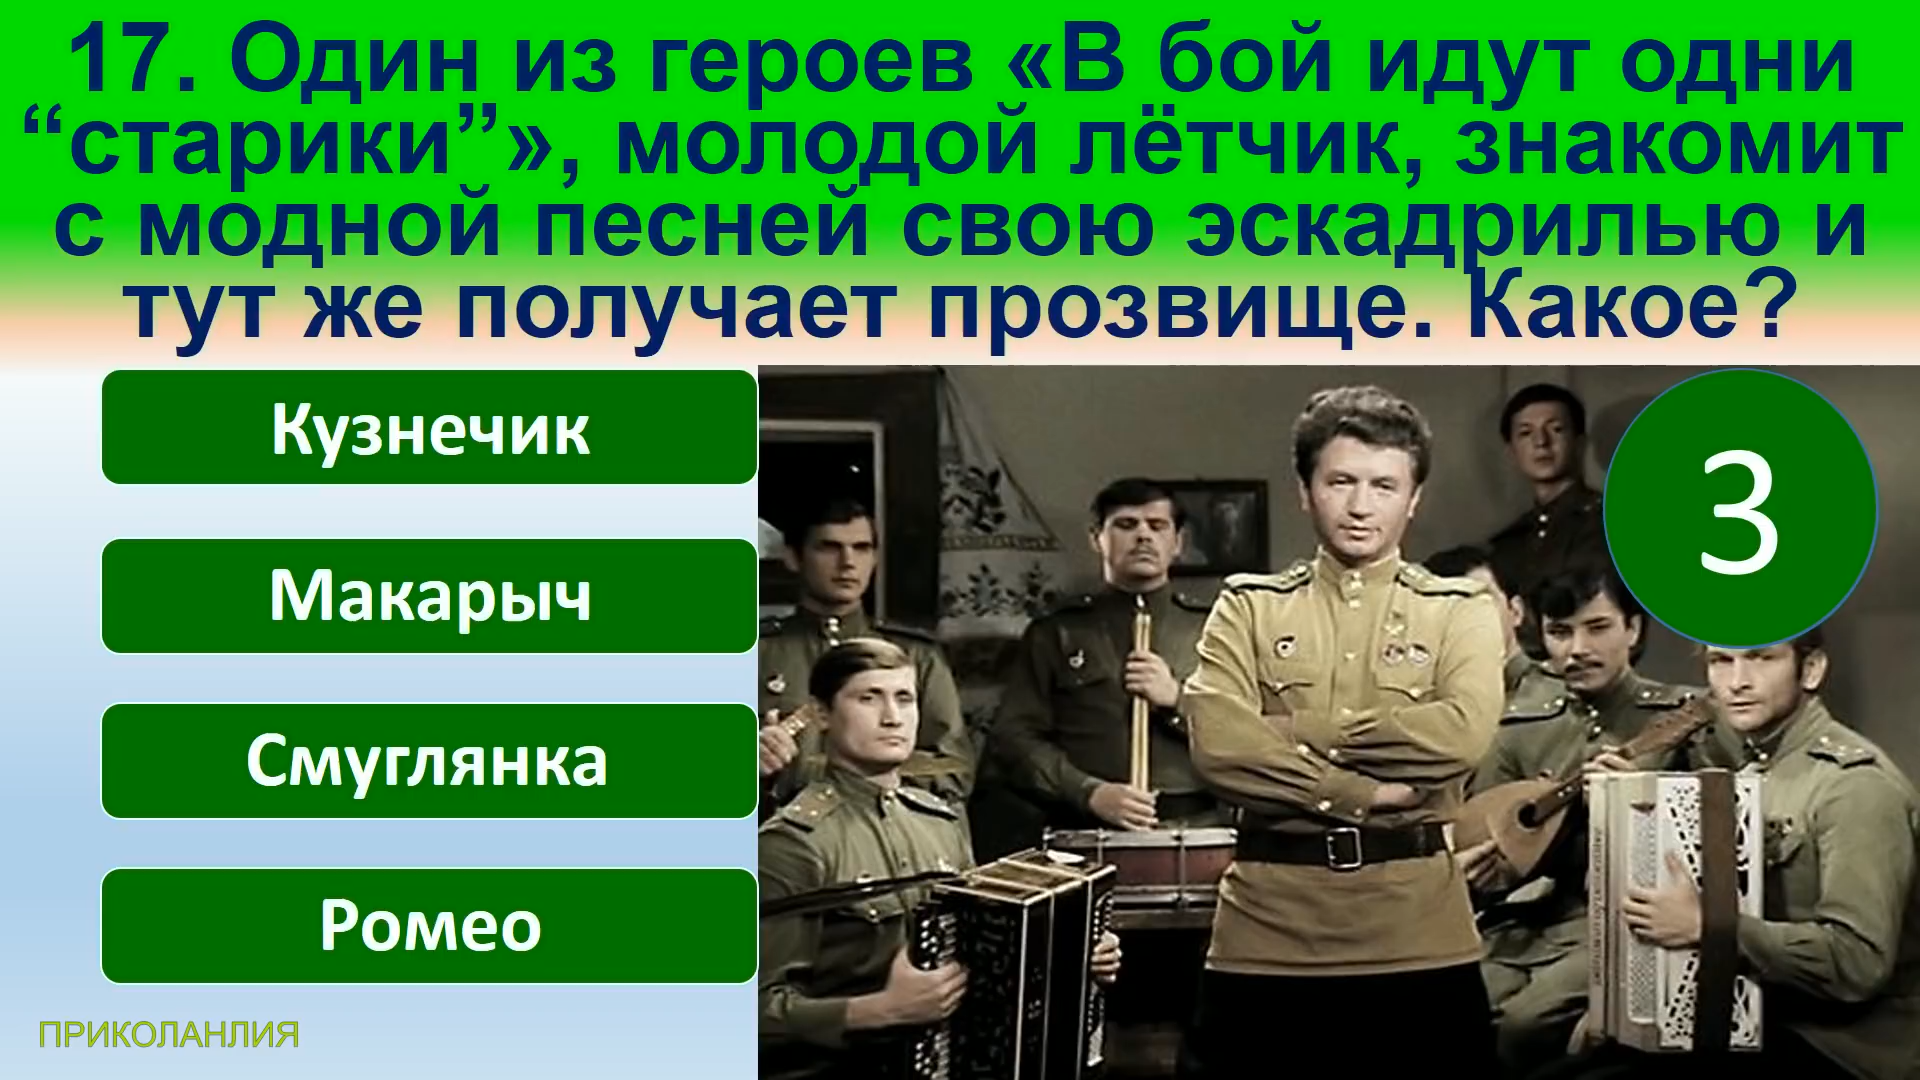 17. Один из героев «В бой идут одни
“старики”», молодой лётчик, знакомит
с модной песней свою эскадрилью и
тут же получает прозвище. Какое?
Кузнечик
3
Макарыч
Смуглянка
Ромео
ПРИКОЛАНЛИЯ